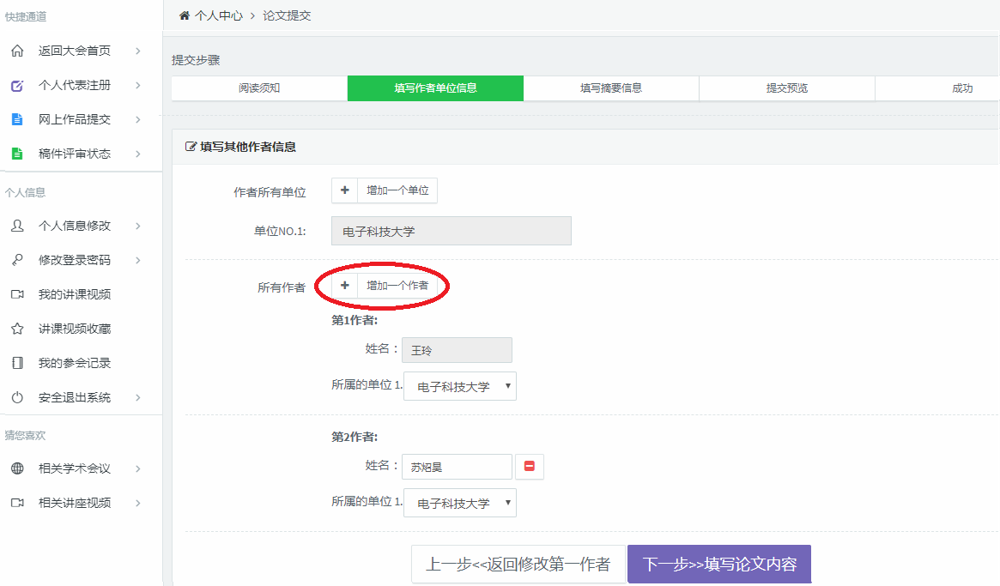 快捷通道
返回大会首页
个人代表注册
网上作品提交
稿件评审状态
个人信息
个人信息修改
修改登录密码
我的讲课视频
讲课视频收藏
我的参会记录
安全退出系统
猜您喜欢
相关学术会议
相关讲座视频
个人中心 > 论文提交
提交步骤
阅读须知 填写作者单位信息 填写摘要信息 提交预览 成功
填写其他作者信息
作者所有单位 + 增加一个单位
单位NO.1: 电子科技大学
所有作者 + 增加一个作者
第1作者:
姓名： 王玲
所属的单位 1. 电子科技大学
第2作者:
姓名： 苏炤昊
所属的单位 1. 电子科技大学
上一步<<返回修改第一作者 下一步>>填写论文内容